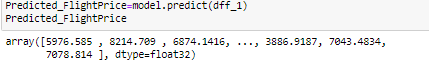 Predicted_FlightPrice=model.predict(dff_1)
Predicted_FlightPrice
array([5976.585 , 8214.709 , 6874.1416, ..., 3886.9187, 7043.4834,
7078.814 ], dtype=float32)